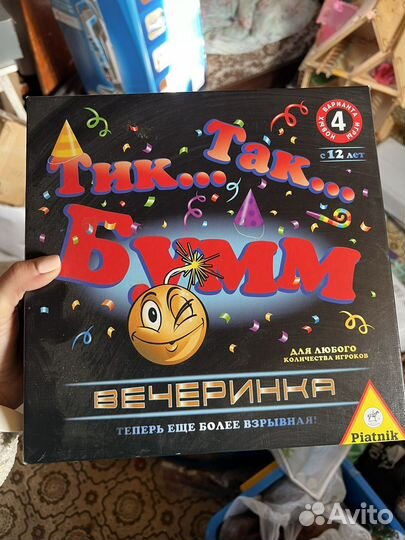 4
НОВЫХ ВАРИАНТА ИГРЫ
с 12 лет
Тик... Так...
Бумм
ДЛЯ ЛЮБОГО
КОЛИЧЕСТВА ИГРОКОВ
ВЕЧЕРИНКА
ТЕПЕРЬ ЕЩЕ БОЛЕЕ ВЗРЫВНАЯ!
Piatnik
Avito